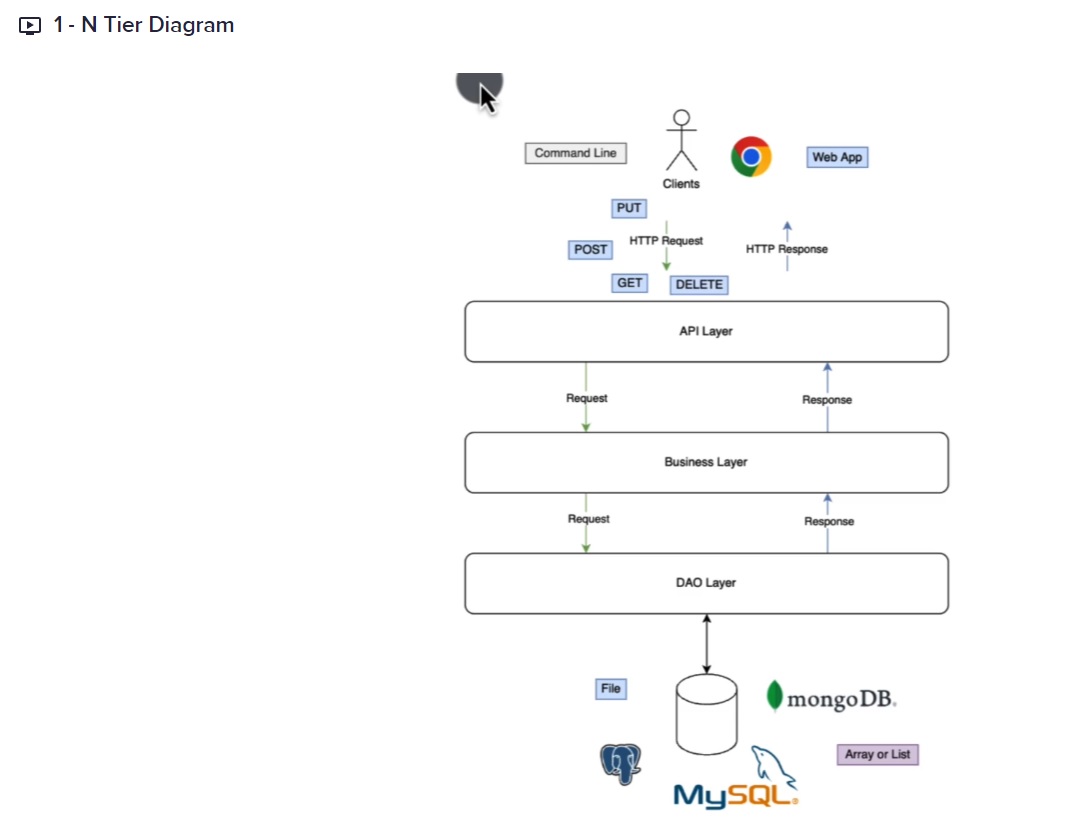 1 - N Tier Diagram
Command Line
Web App
Clients
PUT
HTTP Request
POST
HTTP Response
GET
DELETE
API Layer
Request
Response
Business Layer
Request
Response
DAO Layer
File
mongoDB.
Array or List
MySQL